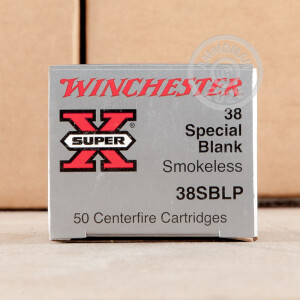 WINCHESTER
SUPER
X
38
Special
Blank
Smokeless
38SBLP
50 Centerfire Cartridges